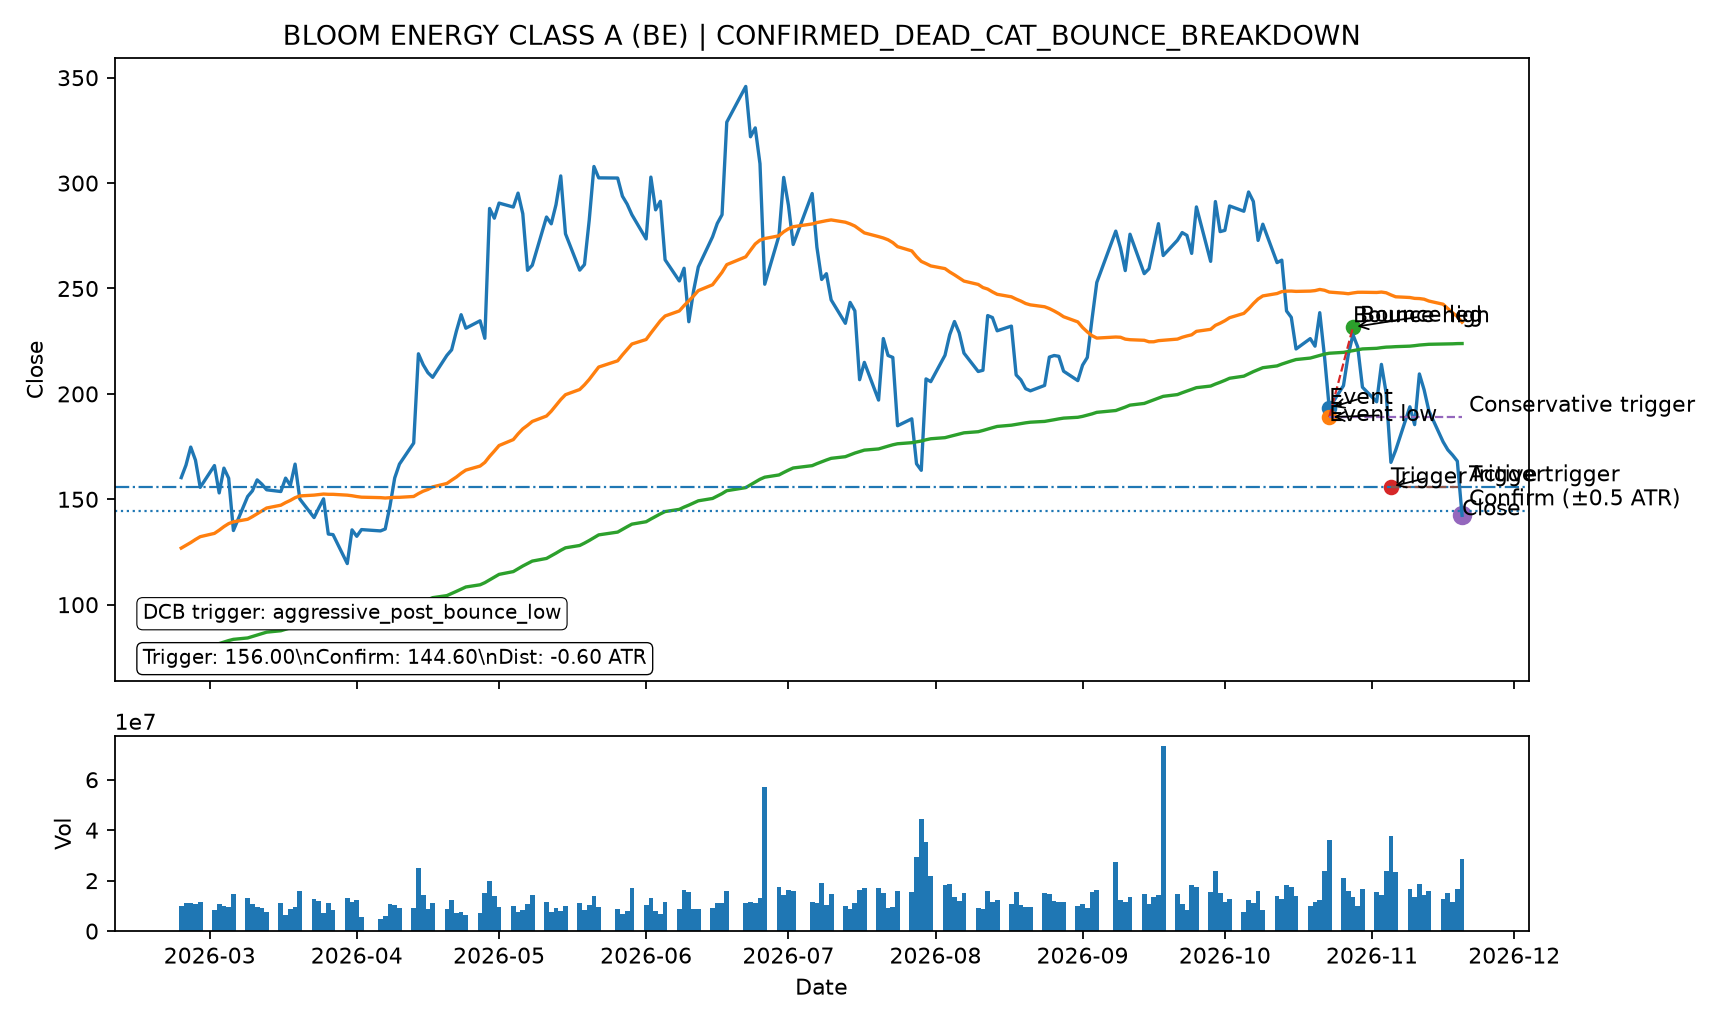 BLOOM ENERGY CLASS A (BE) | CONFIRMED_DEAD_CAT_BOUNCE_BREAKDOWN
Close
350
300
250
200
150
100
Bounce high
Bounce high
Event
Event low
Conservative trigger
Trigger
Active trigger
Trigger
Confirm (±0.5 ATR)
Close
DCB trigger: aggressive_post_bounce_low
Trigger: 156.00\nConfirm: 144.60\nDist: -0.60 ATR
1e7
Vol
6
4
2
0
2026-03
2026-04
2026-05
2026-06
2026-07
2026-08
2026-09
2026-10
2026-11
2026-12
Date